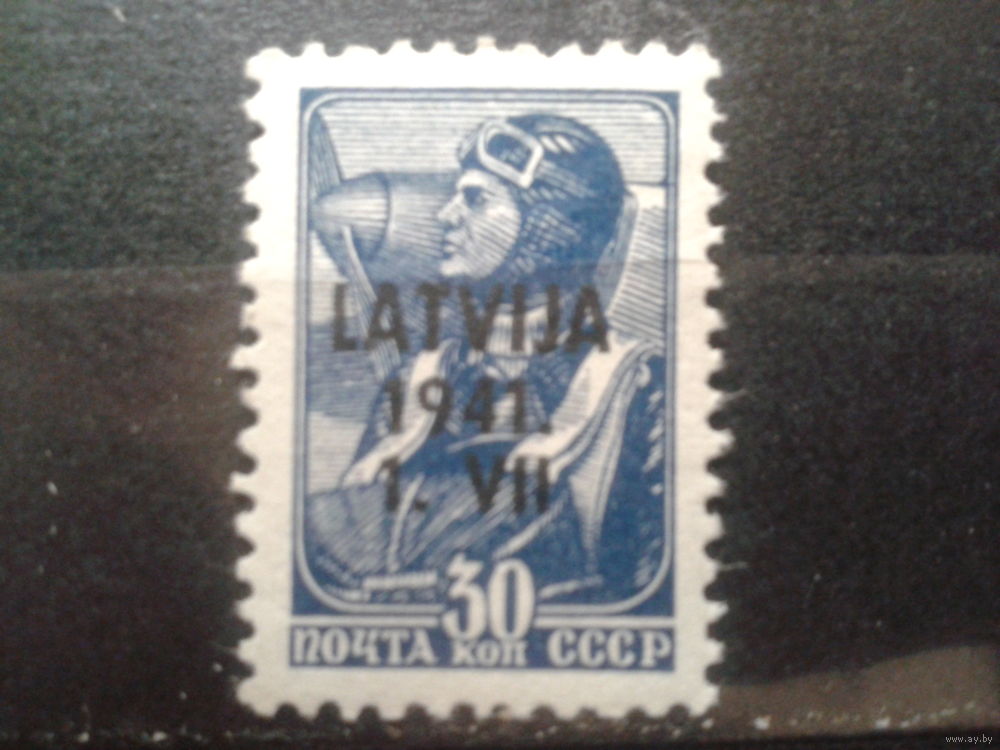 LATVIJA
1941.
1. VII
30
ПОЧТА КОП СССР
www.ay.by